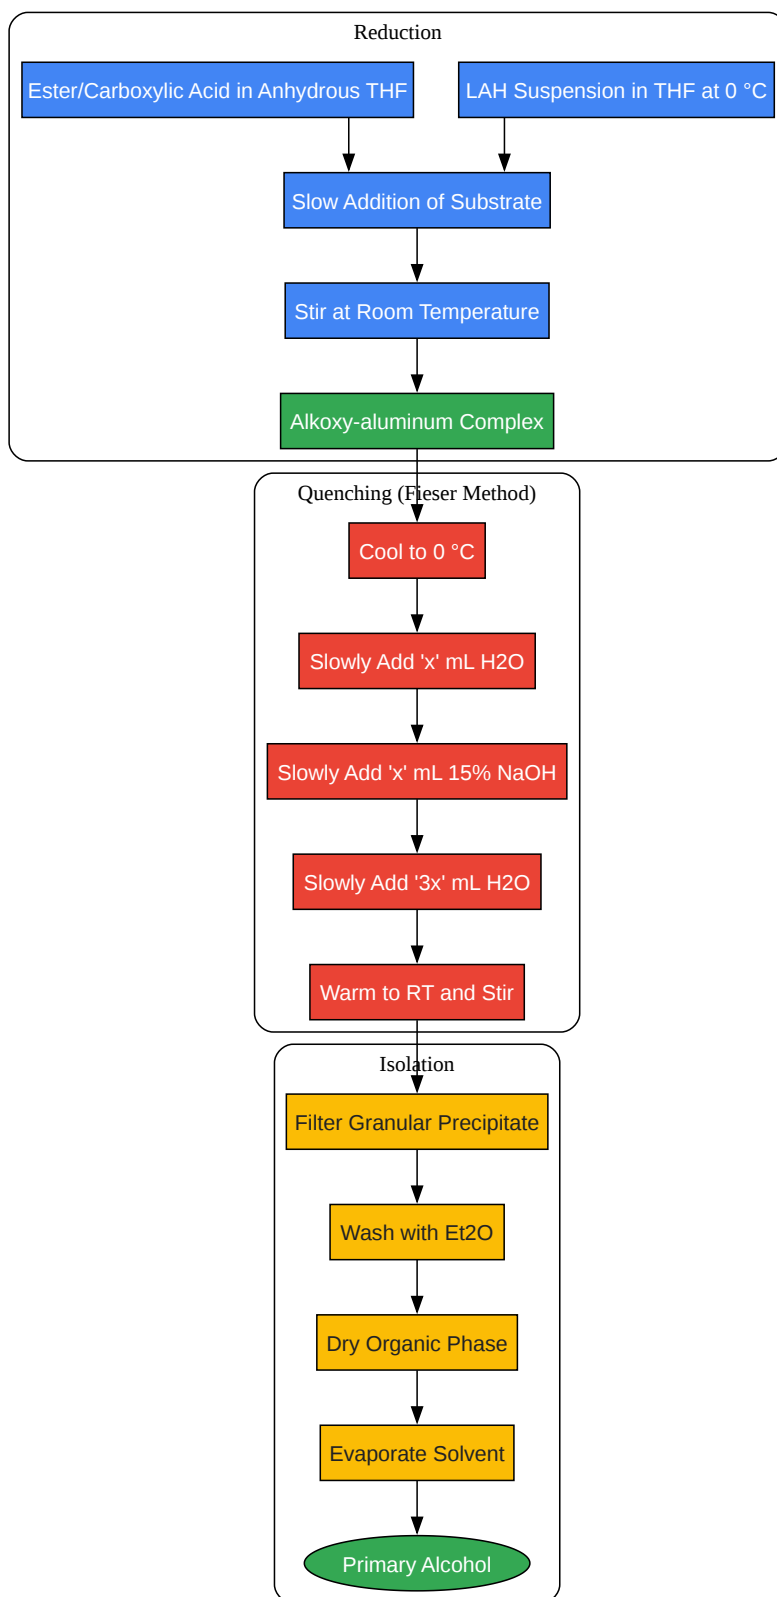 Reduction
Ester/Carboxylic Acid in Anhydrous THF
LAH Suspension in THF at 0 °C
Slow Addition of Substrate
Stir at Room Temperature
Alkoxy-aluminum Complex
Quenching (Fieser Method)
Cool to 0 °C
Slowly Add 'x' mL H2O
Slowly Add 'x' mL 15% NaOH
Slowly Add '3x' mL H2O
Warm to RT and Stir
Isolation
Filter Granular Precipitate
Wash with Et2O
Dry Organic Phase
Evaporate Solvent
Primary Alcohol